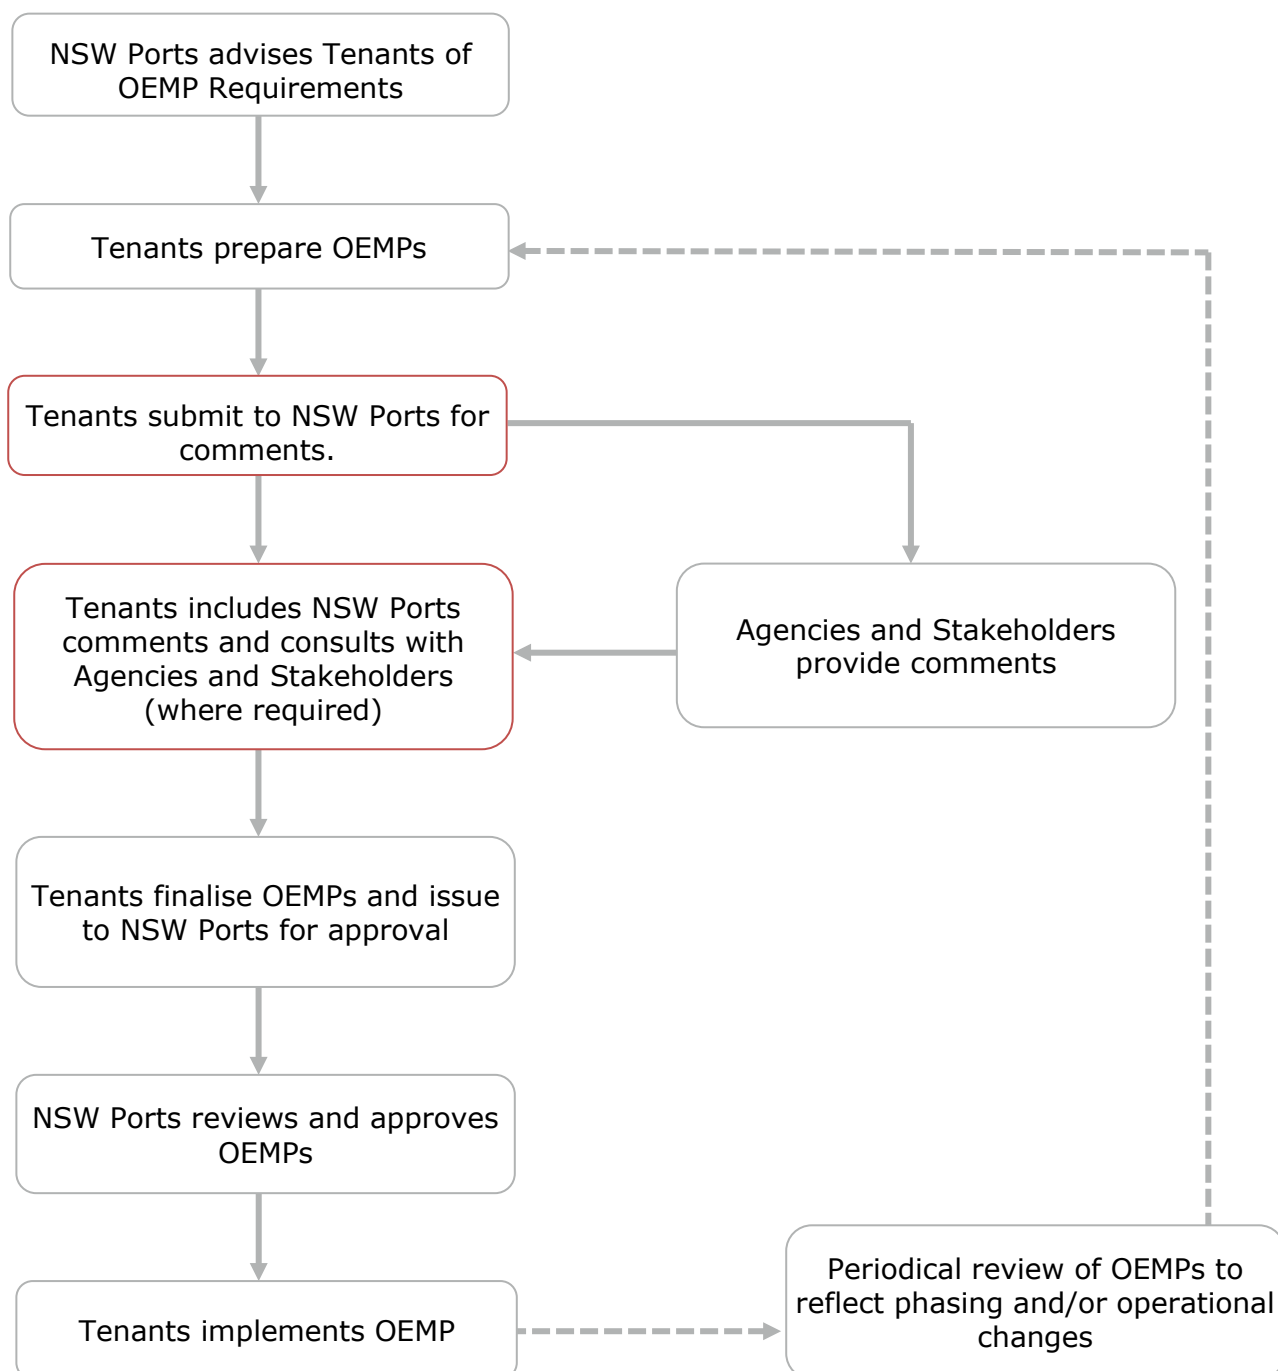 NSW Ports advises Tenants of
OEMP Requirements
Tenants prepare OEMPs
Tenants submit to NSW Ports for
comments.
Tenants includes NSW Ports
comments and consults with
Agencies and Stakeholders
(where required)
Agencies and Stakeholders
provide comments
Tenants finalise OEMPs and issue
to NSW Ports for approval
NSW Ports reviews and approves
OEMPs
Tenants implements OEMP
Periodical review of OEMPs to
reflect phasing and/or operational
changes